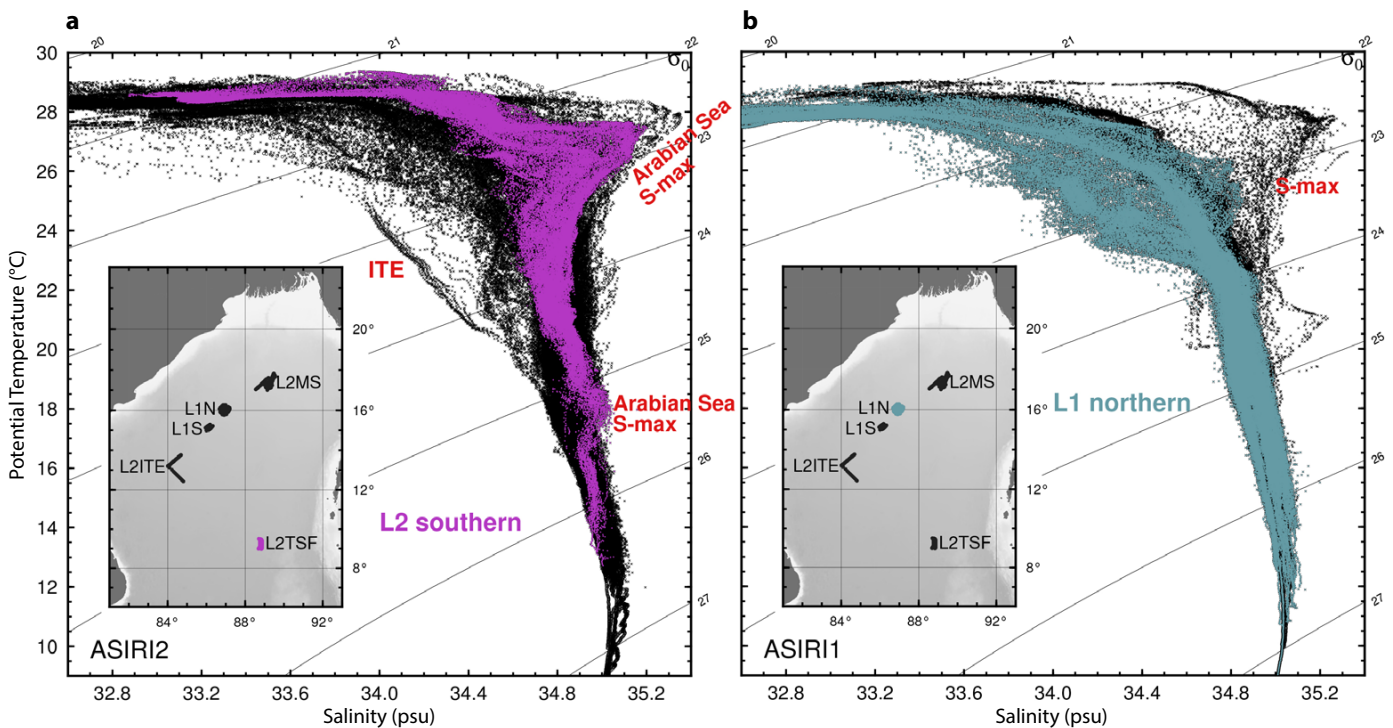 a
b
20
21
22
σ0
20
21
22
σ0
30
28
26
24
22
20
18
16
14
12
10
Potential Temperature (°C)
Arabian Sea
S-max
23
24
25
26
27
ITE
Arabian Sea
S-max
L2 southern
20°
16°
12°
8°
84°
88°
92°
L2MS
L1N
L1S
L2ITE
L2TSF
ASIRI2
32.8
33.2
33.6
34.0
34.4
34.8
35.2
Salinity (psu)
S-max
23
24
25
26
27
L1 northern
20°
16°
12°
8°
84°
88°
92°
L2MS
L1N
L1S
L2ITE
L2TSF
ASIRI1
32.8
33.2
33.6
34.0
34.4
34.8
35.2
Salinity (psu)